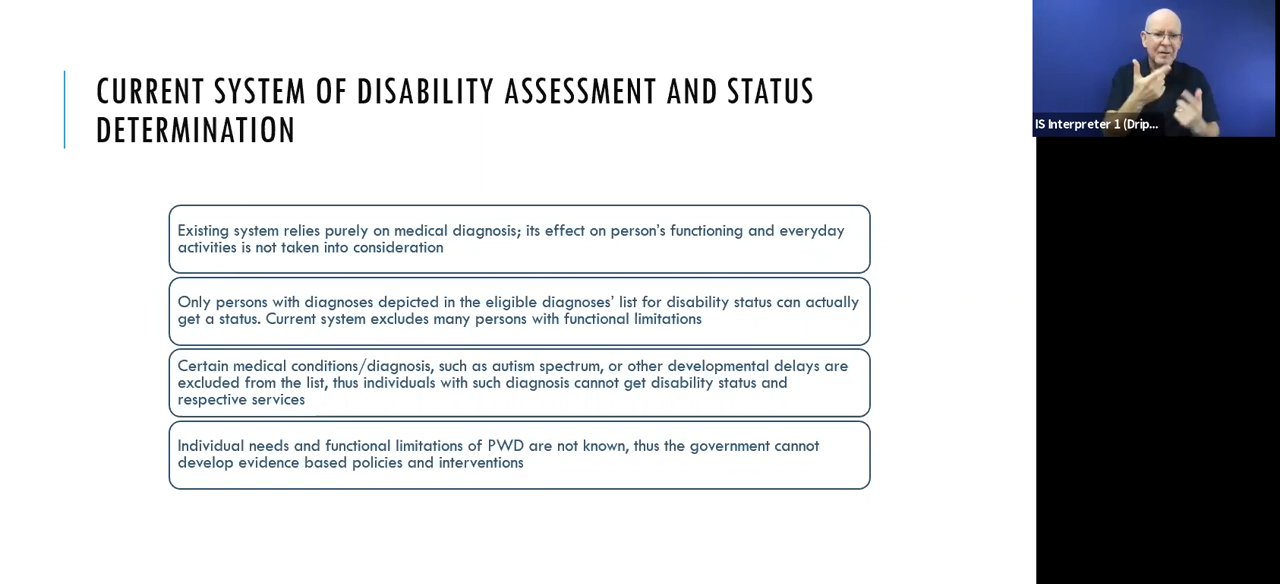 CURRENT SYSTEM OF DISABILITY ASSESSMENT AND STATUS
DETERMINATION
Existing system relies purely on medical diagnosis; its effect on person's functioning and everyday
activities is not taken into consideration
Only persons with diagnoses depicted in the eligible diagnoses' list for disability status can actually
get a status. Current system excludes many persons with functional limitations
Certain medical conditions/diagnosis, such as autism spectrum, or other developmental delays are
excluded from the list, thus individuals with such diagnosis cannot get disability status and
respective services
Individual needs and functional limitations of PWD are not known, thus the government cannot
develop evidence based policies and interventions
IS Interpreter 1 (Drip...